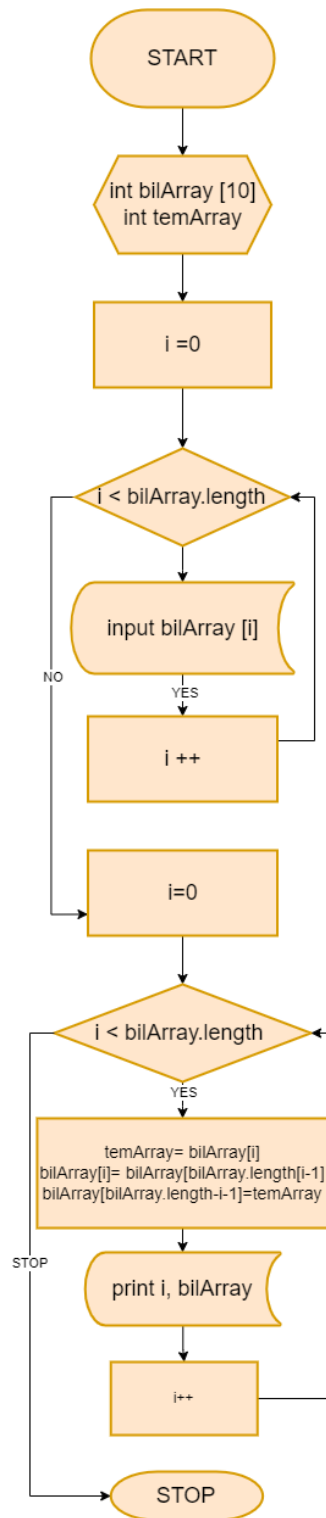 START
int bilArray [10]
int temArray
i =0
i < bilArray.length
input bilArray [i]
NO
YES
i ++
i=0
i < bilArray.length
YES
temArray= bilArray[i]
bilArray[i]= bilArray[bilArray.length[i-1]
bilArray[bilArray.length-i-1]=temArray
STOP
print i, bilArray
i++
STOP